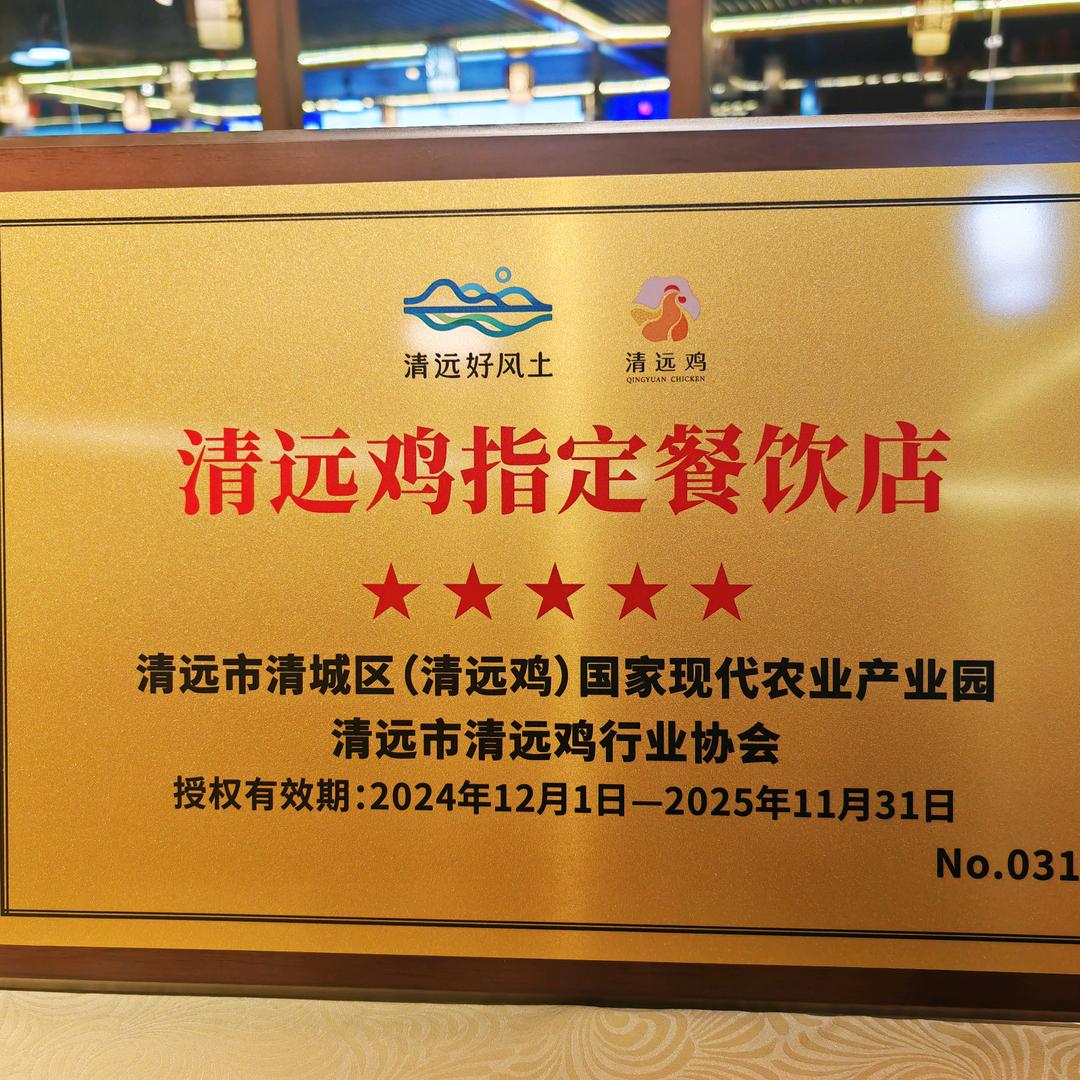 清远好风土
清远鸡
QINGYUAN CHICKEN
清远鸡指定餐饮店
清远市清城区(清远鸡)国家现代农业产业园
清远市清远鸡行业协会
授权有效期:2024年12月1日—2025年11月31日
No.031